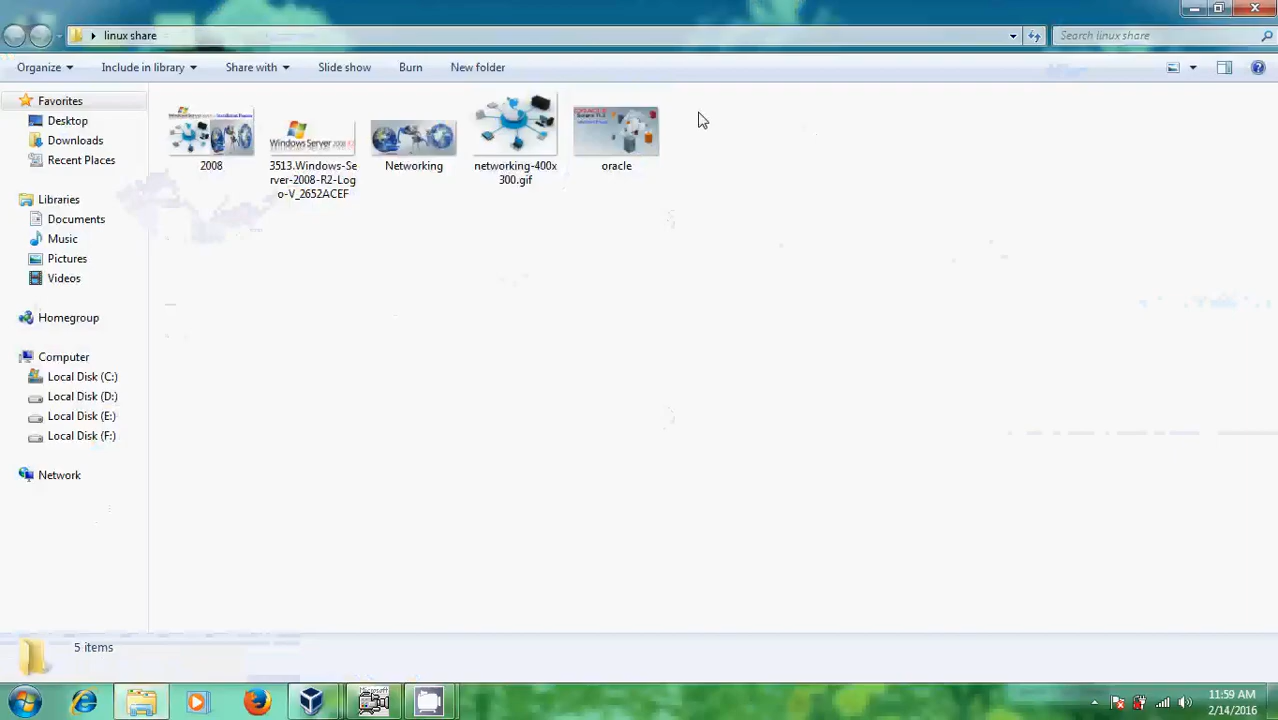 linux share
Search linux share
Organize
Include in library
Share with
Slide show
Burn
New folder
Favorites
Desktop
Downloads
Recent Places
Libraries
Documents
Music
Pictures
Videos
Homegroup
Computer
Local Disk (C:)
Local Disk (D:)
Local Disk (E:)
Local Disk (F:)
Network
Windows Server 2008
2008
3513.Windows-Se
rver-2008-R2-Log
o-V_2652ACEF
Networking
networking-400x
300.gif
oracle
5 items
11:59 AM
2/14/2016